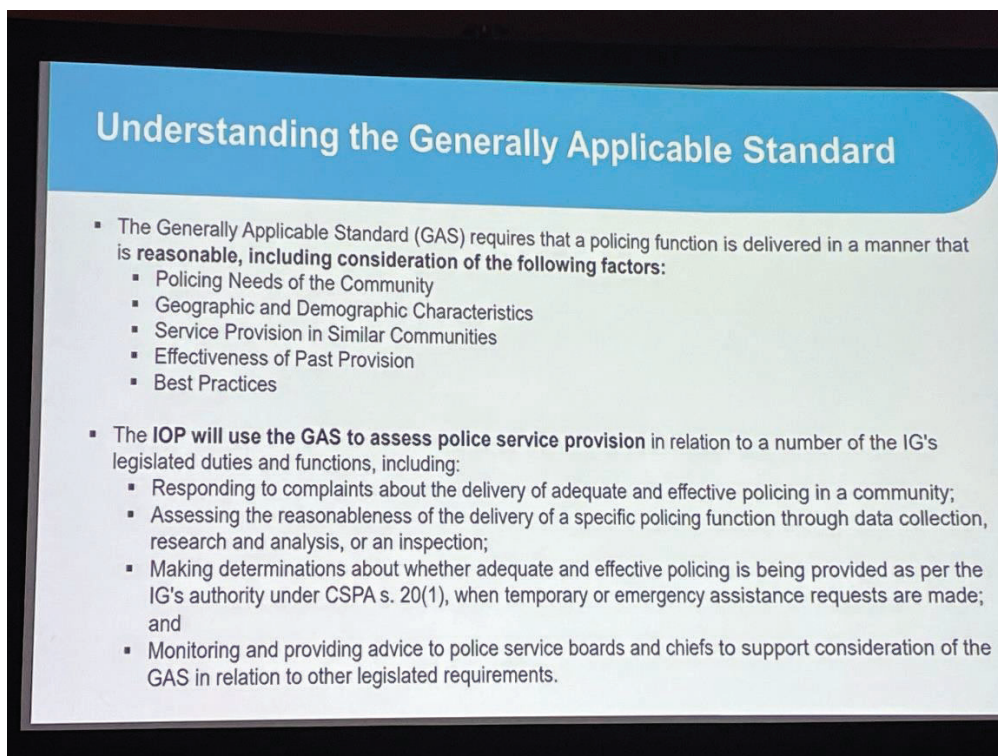 Understanding the Generally Applicable Standard
▪ The Generally Applicable Standard (GAS) requires that a policing function is delivered in a manner that
is reasonable, including consideration of the following factors:
▪ Policing Needs of the Community
▪ Geographic and Demographic Characteristics
▪ Service Provision in Similar Communities
▪ Effectiveness of Past Provision
▪ Best Practices
▪ The IOP will use the GAS to assess police service provision in relation to a number of the IG's
legislated duties and functions, including:
▪ Responding to complaints about the delivery of adequate and effective policing in a community;
▪ Assessing the reasonableness of the delivery of a specific policing function through data collection,
research and analysis, or an inspection;
▪ Making determinations about whether adequate and effective policing is being provided as per the
IG's authority under CSPA s. 20(1), when temporary or emergency assistance requests are made;
and
▪ Monitoring and providing advice to police service boards and chiefs to support consideration of the
GAS in relation to other legislated requirements.